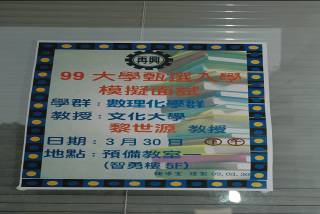 再興
99 大學甄選入學
模擬面試
學群：數理化學群
教授：文化大學
黎世源 教授
日期：3 月 30 日
地點：預備教室一
(智勇樓 5F)